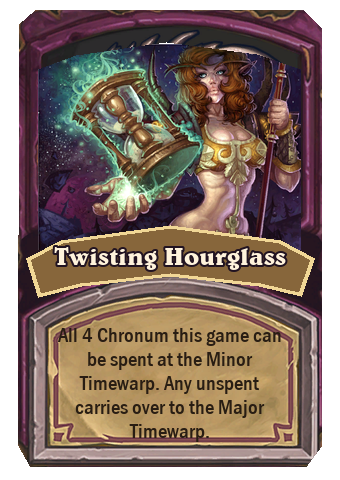 Twisting Hourglass
All 4 Chronum this game can
be spent at the Minor
Timewarp. Any unspent
carries over to the Major
Timewarp.